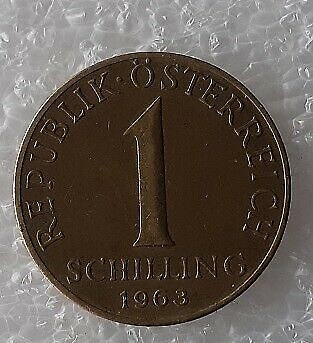 REPUBLIK·ÖSTERREICH
1
SCHILLING
1963